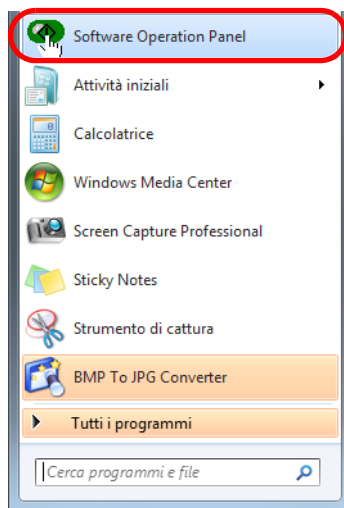 Software Operation Panel
Attività iniziali
Calcolatrice
Windows Media Center
Screen Capture Professional
Sticky Notes
Strumento di cattura
BMP To JPG Converter
Tutti i programmi
Cerca programmi e file